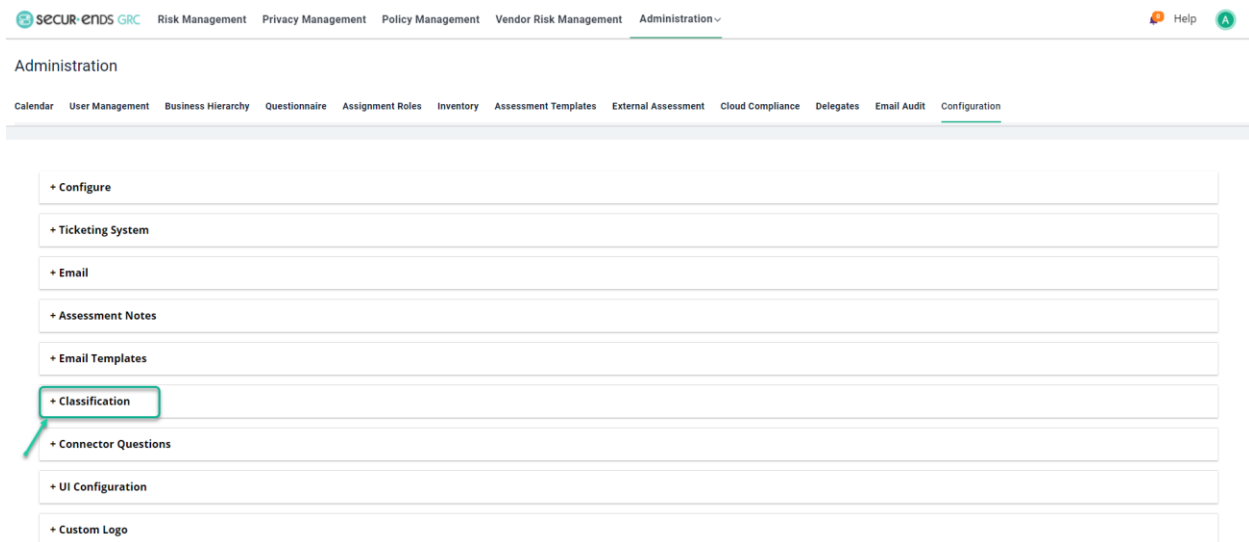 SECUR·ENDS GRC Risk Management Privacy Management Policy Management Vendor Risk Management Administration Help A
Administration
Calendar User Management Business Hierarchy Questionnaire Assignment Roles Inventory Assessment Templates External Assessment Cloud Compliance Delegates Email Audit Configuration
+ Configure
+ Ticketing System
+ Email
+ Assessment Notes
+ Email Templates
+ Classification
+ Connector Questions
+ UI Configuration
+ Custom Logo